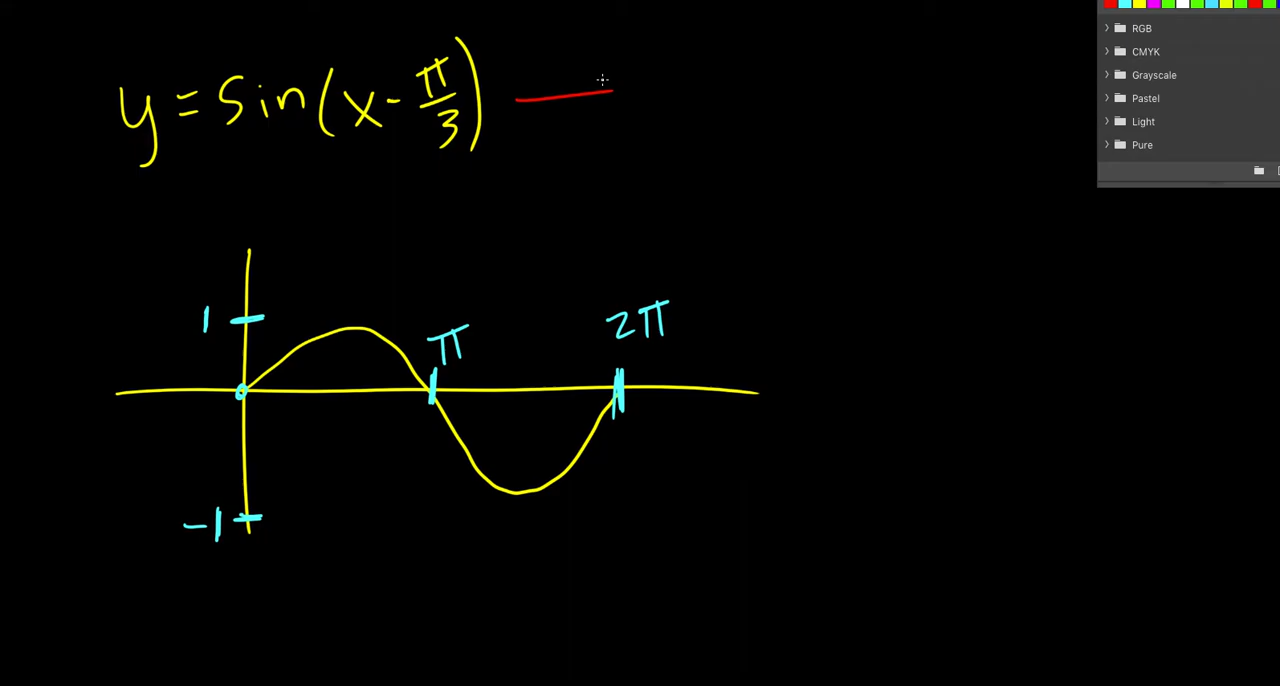 y = sin(x - π/3)
RGB
CMYK
Grayscale
Pastel
Light
Pure
1
π
2π
-1